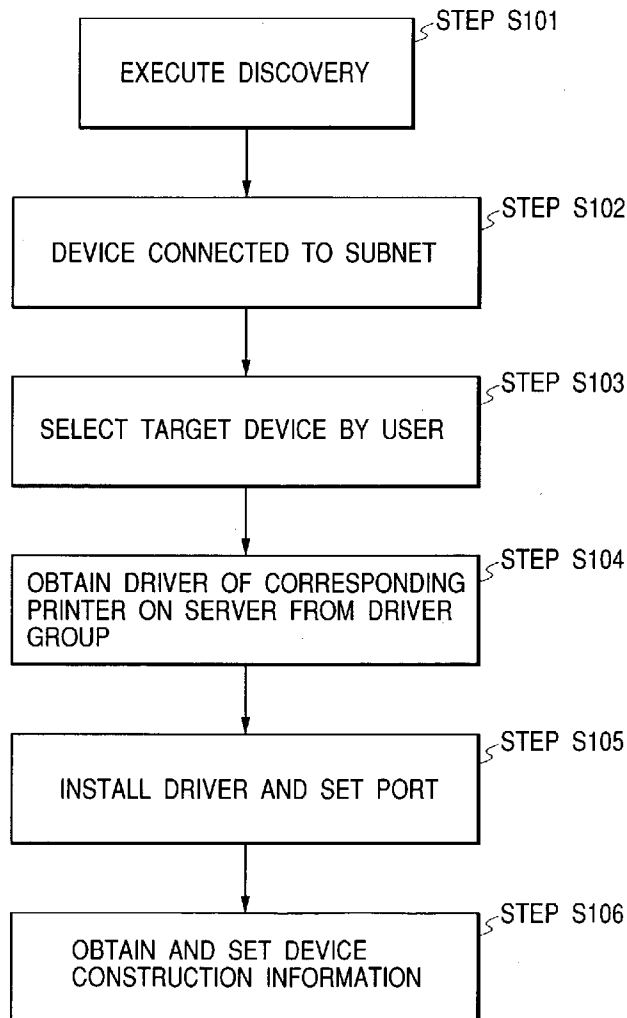 STEP S101
EXECUTE DISCOVERY
STEP S102
DEVICE CONNECTED TO SUBNET
STEP S103
SELECT TARGET DEVICE BY USER
STEP S104
OBTAIN DRIVER OF CORRESPONDING
PRINTER ON SERVER FROM DRIVER
GROUP
STEP S105
INSTALL DRIVER AND SET PORT
STEP S106
OBTAIN AND SET DEVICE
CONSTRUCTION INFORMATION